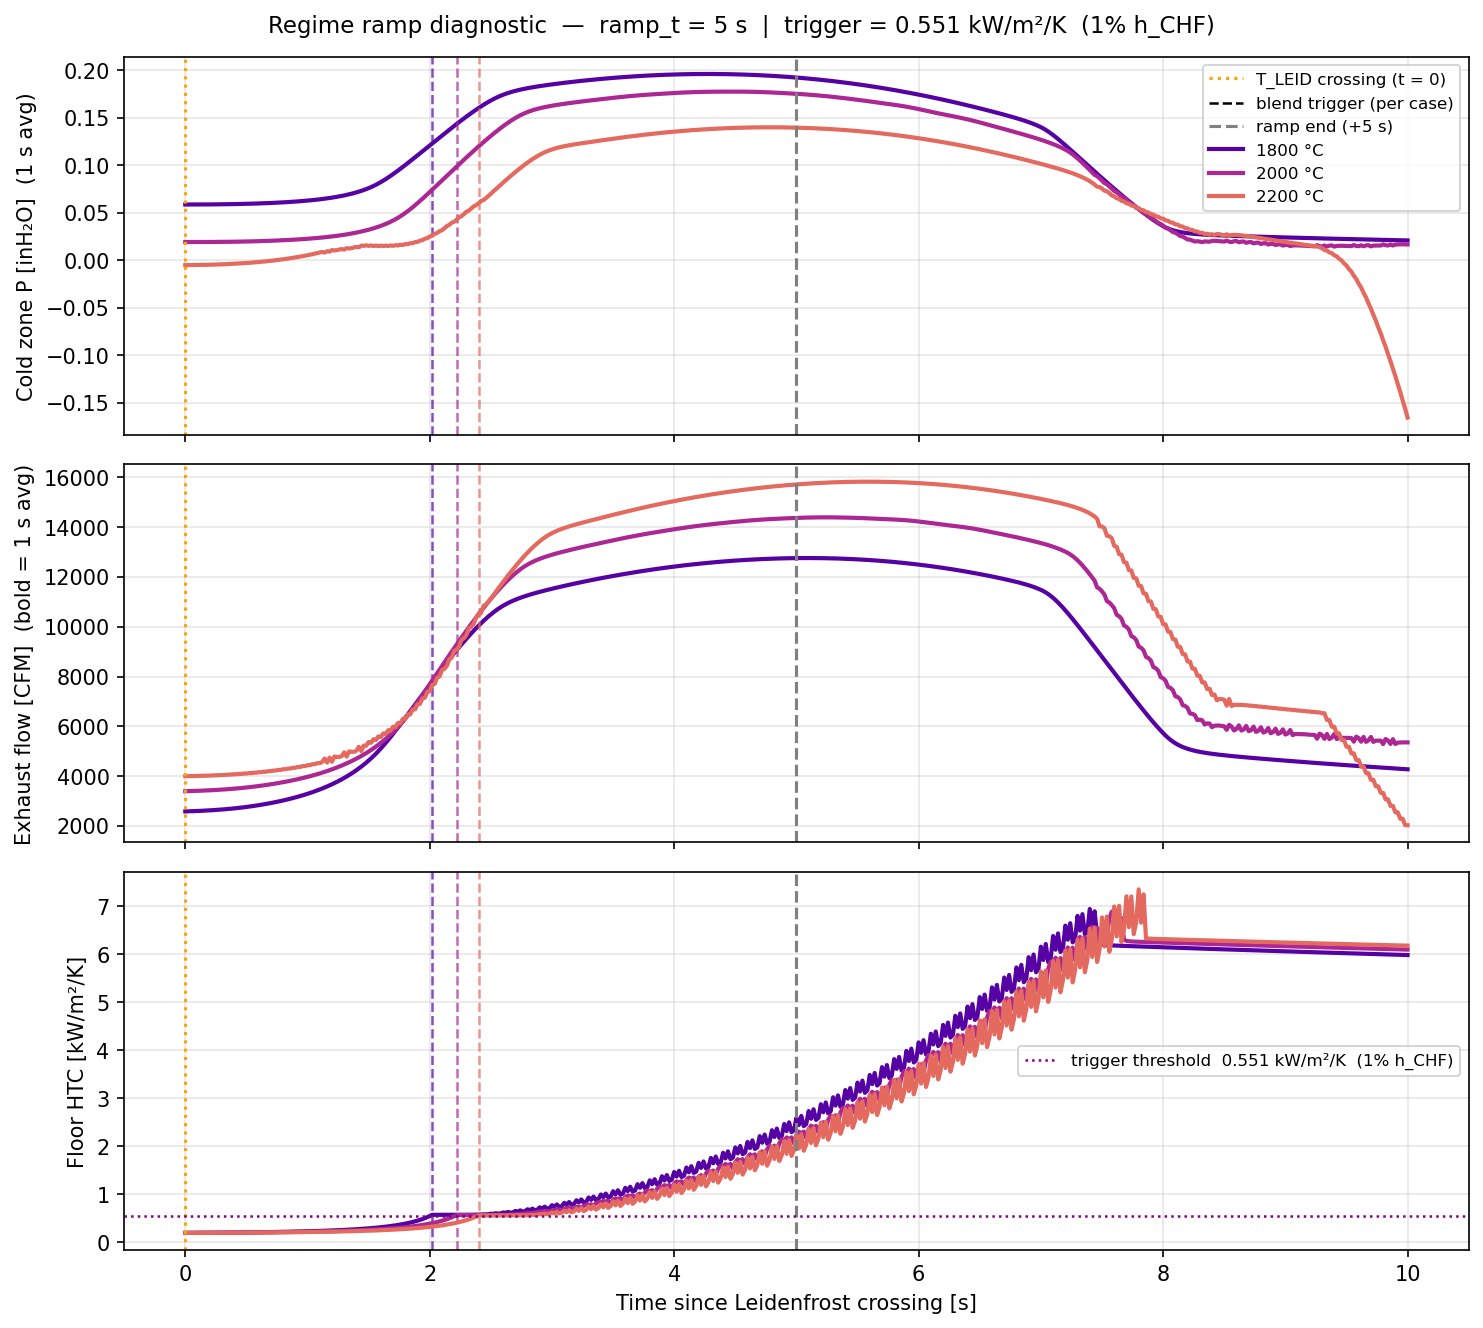 Regime ramp diagnostic — ramp_t = 5 s | trigger = 0.551 kW/m²/K (1% h_CHF)
Cold zone P [inH₂O] (1 s avg)
0.20
0.15
0.10
0.05
0.00
−0.05
−0.10
−0.15
T_LEID crossing (t = 0)
blend trigger (per case)
ramp end (+5 s)
1800 °C
2000 °C
2200 °C
Exhaust flow [CFM] (bold = 1 s avg)
16000
14000
12000
10000
8000
6000
4000
2000
Floor HTC [kW/m²/K]
7
6
5
4
3
2
1
0
trigger threshold 0.551 kW/m²/K (1% h_CHF)
0 2 4 6 8 10
Time since Leidenfrost crossing [s]